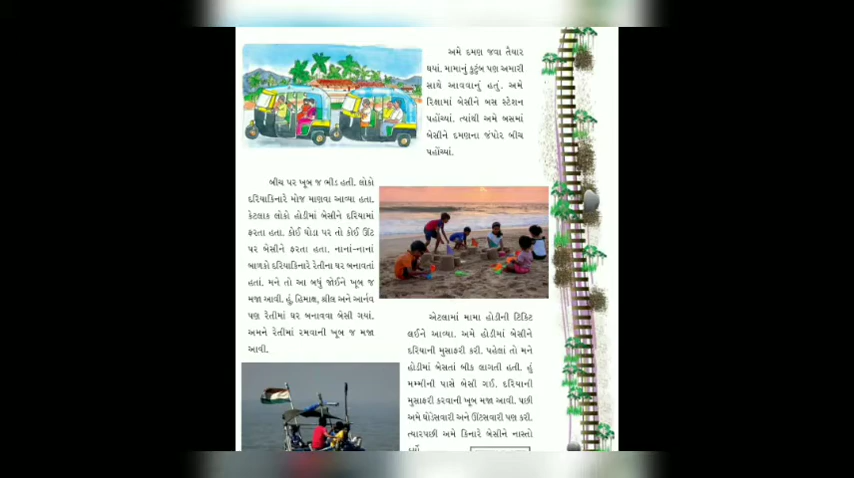 અમે દમણ જવા તૈયાર
થયાં. મામાનું કુટુંબ પણ અમારી
સાથે આવવાનું હતું. અમે
રિક્ષામાં બેસીને બસ સ્ટેશન
પહોંચ્યાં. ત્યાંથી અમે બસમાં
બેસીને દમણના જંપોર બીચ
પહોંચ્યાં.
બીચ પર ખૂબ જ ભીડ હતી. લોકો
દરિયાકિનારે મોજ માણવા આવ્યા હતા.
કેટલાક લોકો હોડીમાં બેસીને દરિયામાં
ફરતા હતા. કોઈ ઘોડા પર તો કોઈ ઊંટ
પર બેસીને ફરતા હતા. નાનાં-નાનાં
બાળકો દરિયાકિનારે રેતીના ઘર બનાવતાં
હતાં. મને તો આ બધું જોઈને ખૂબ જ
મજા આવી. હું, હિમાક્ષ, શીલ અને આર્નવ
પણ રેતીમાં ઘર બનાવવા બેસી ગયાં.
અમને રેતીમાં રમવાની ખૂબ જ મજા
આવી.
એટલામાં મામા હોડીની ટિકિટ
લઈને આવ્યા. અમે હોડીમાં બેસીને
દરિયાની મુસાફરી કરી. પહેલાં તો મને
હોડીમાં બેસતાં બીક લાગતી હતી. હું
મમ્મીની પાસે બેસી ગઈ. દરિયાની
મુસાફરી કરવાની ખૂબ મજા આવી. પછી
અમે ઘોડેસવારી અને ઊંટસવારી પણ કરી.
ત્યારપછી અમે કિનારે બેસીને નાસ્તો